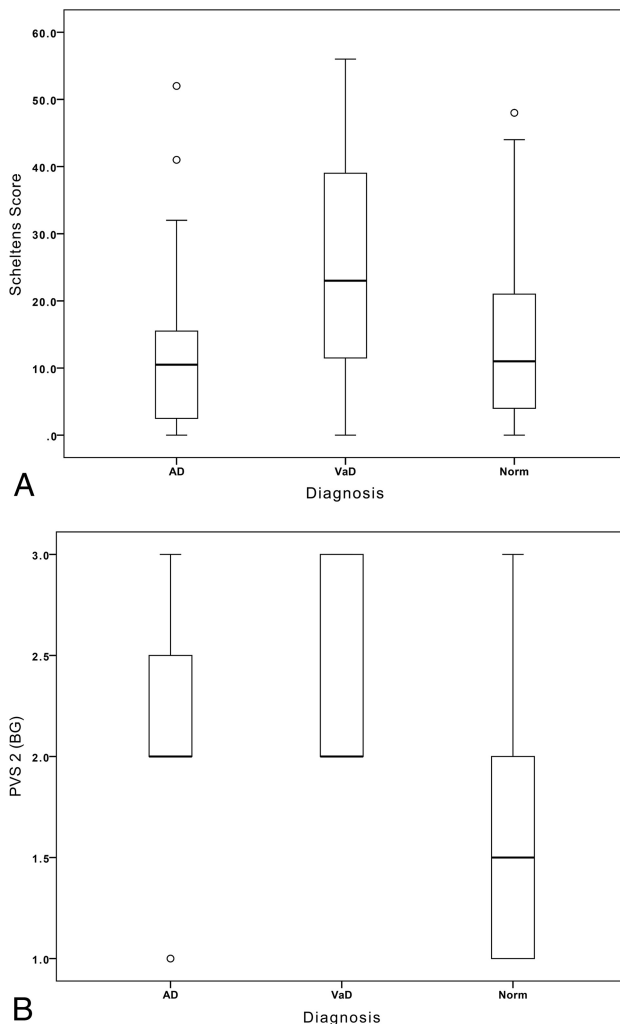 60.0
50.0
40.0
30.0
20.0
10.0
.0
Scheltens Score
AD VaD Norm
Diagnosis
A
3.0
2.5
2.0
1.5
1.0
PVS 2 (BG)
AD VaD Norm
Diagnosis
B